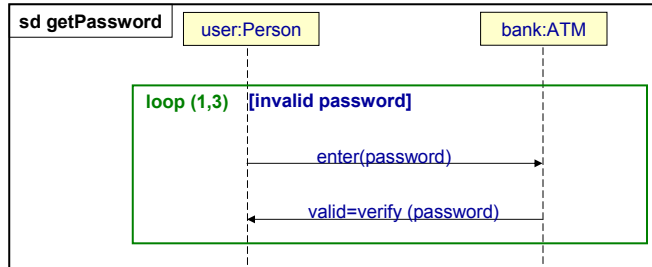 sd getPassword
user:Person
bank:ATM
loop (1,3) [invalid password]
enter(password)
valid=verify (password)